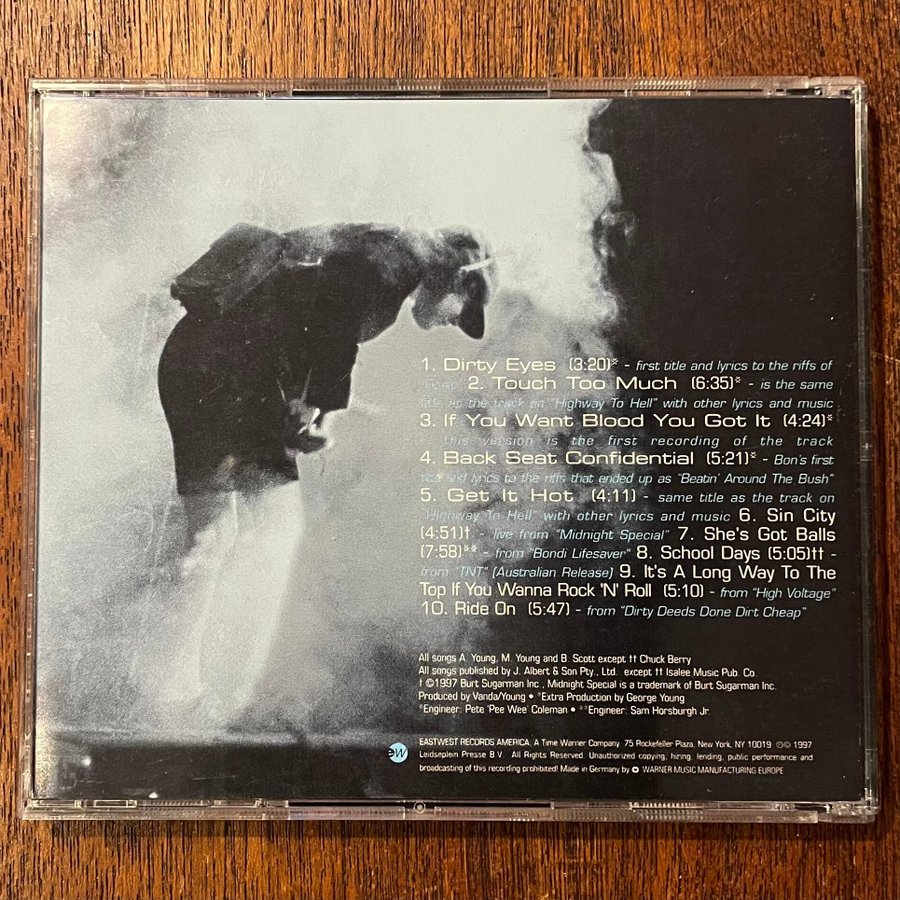 1. Dirty Eyes (3:20)* - first title and lyrics to the riffs of
2. Touch Too Much (6:35)* - is the same
title as the track on "Highway To Hell" with other lyrics and music
3. If You Want Blood You Got It (4:24)*
- this version is the first recording of the track
4. Back Seat Confidential (5:21)* - Bon's first
title and lyrics to the riffs that ended up as "Beatin' Around The Bush"
5. Get It Hot (4:11) - same title as the track on
"Highway To Hell" with other lyrics and music 6. Sin City
(4:51)† - live from "Midnight Special" 7. She's Got Balls
(7:58)** - from "Bondi Lifesaver" 8. School Days (5:05)†† -
from "TNT" (Australian Release) 9. It's A Long Way To The
Top If You Wanna Rock 'N' Roll (5:10) - from "High Voltage"
10. Ride On (5:47) - from "Dirty Deeds Done Dirt Cheap"
All songs A. Young, M. Young and B. Scott except †† Chuck Berry
All songs published by J. Albert & Son Pty., Ltd. except †† Isalee Music Pub. Co.
† ©1997 Burt Sugarman Inc., Midnight Special is a trademark of Burt Sugarman Inc.
Produced by Vanda/Young • *Extra Production by George Young
*Engineer: Pete 'Pee Wee' Coleman • **Engineer: Sam Horsburgh Jr.
EASTWEST RECORDS AMERICA, A Time Warner Company 75 Rockefeller Plaza, New York, NY 10019 ℗© 1997
Leidseplein Presse B.V. All Rights Reserved. Unauthorized copying, hiring, lending, public performance and
broadcasting of this recording prohibited! Made in Germany by WARNER MUSIC MANUFACTURING EUROPE